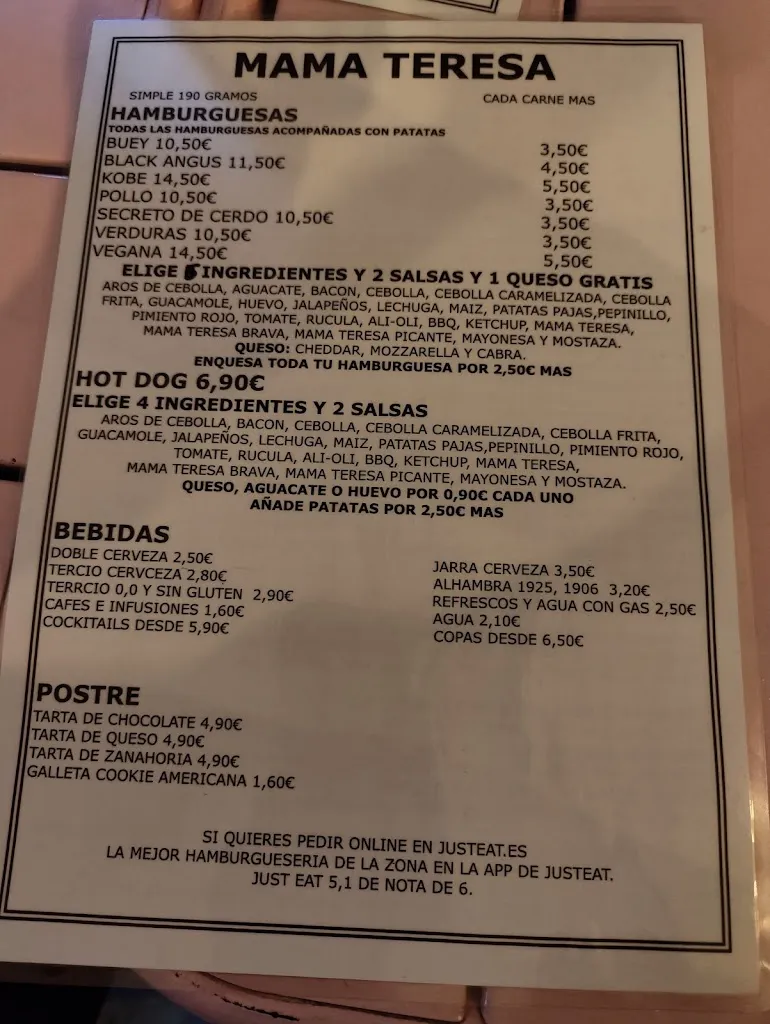 MAMA TERESA
SIMPLE 190 GRAMOS CADA CARNE MAS
HAMBURGUESAS
TODAS LAS HAMBURGUESAS ACOMPAÑADAS CON PATATAS
BUEY 10,50€ 3,50€
BLACK ANGUS 11,50€ 4,50€
KOBE 14,50€ 5,50€
POLLO 10,50€ 3,50€
SECRETO DE CERDO 10,50€ 3,50€
VERDURAS 10,50€ 3,50€
VEGANA 14,50€ 5,50€
ELIGE 5 INGREDIENTES Y 2 SALSAS Y 1 QUESO GRATIS
AROS DE CEBOLLA, AGUACATE, BACON, CEBOLLA, CEBOLLA CARAMELIZADA, CEBOLLA
FRITA, GUACAMOLE, HUEVO, JALAPEÑOS, LECHUGA, MAIZ, PATATAS PAJAS,PEPINILLO,
PIMIENTO ROJO, TOMATE, RUCULA, ALI-OLI, BBQ, KETCHUP, MAMA TERESA,
MAMA TERESA BRAVA, MAMA TERESA PICANTE, MAYONESA Y MOSTAZA.
QUESO: CHEDDAR, MOZZARELLA Y CABRA.
ENQUESA TODA TU HAMBURGUESA POR 2,50€ MAS
HOT DOG 6,90€
ELIGE 4 INGREDIENTES Y 2 SALSAS
AROS DE CEBOLLA, BACON, CEBOLLA, CEBOLLA CARAMELIZADA, CEBOLLA FRITA,
GUACAMOLE, JALAPEÑOS, LECHUGA, MAIZ, PATATAS PAJAS,PEPINILLO, PIMIENTO ROJO,
TOMATE, RUCULA, ALI-OLI, BBQ, KETCHUP, MAMA TERESA,
MAMA TERESA BRAVA, MAMA TERESA PICANTE, MAYONESA Y MOSTAZA.
QUESO, AGUACATE O HUEVO POR 0,90€ CADA UNO
AÑADE PATATAS POR 2,50€ MAS
BEBIDAS
DOBLE CERVEZA 2,50€ JARRA CERVEZA 3,50€
TERCIO CERVCEZA 2,80€ ALHAMBRA 1925, 1906 3,20€
TERRCIO 0,0 Y SIN GLUTEN 2,90€ REFRESCOS Y AGUA CON GAS 2,50€
CAFES E INFUSIONES 1,60€ AGUA 2,10€
COCKITAILS DESDE 5,90€ COPAS DESDE 6,50€
POSTRE
TARTA DE CHOCOLATE 4,90€
TARTA DE QUESO 4,90€
TARTA DE ZANAHORIA 4,90€
GALLETA COOKIE AMERICANA 1,60€
SI QUIERES PEDIR ONLINE EN JUSTEAT.ES
LA MEJOR HAMBURGUESERIA DE LA ZONA EN LA APP DE JUSTEAT.
JUST EAT 5,1 DE NOTA DE 6.